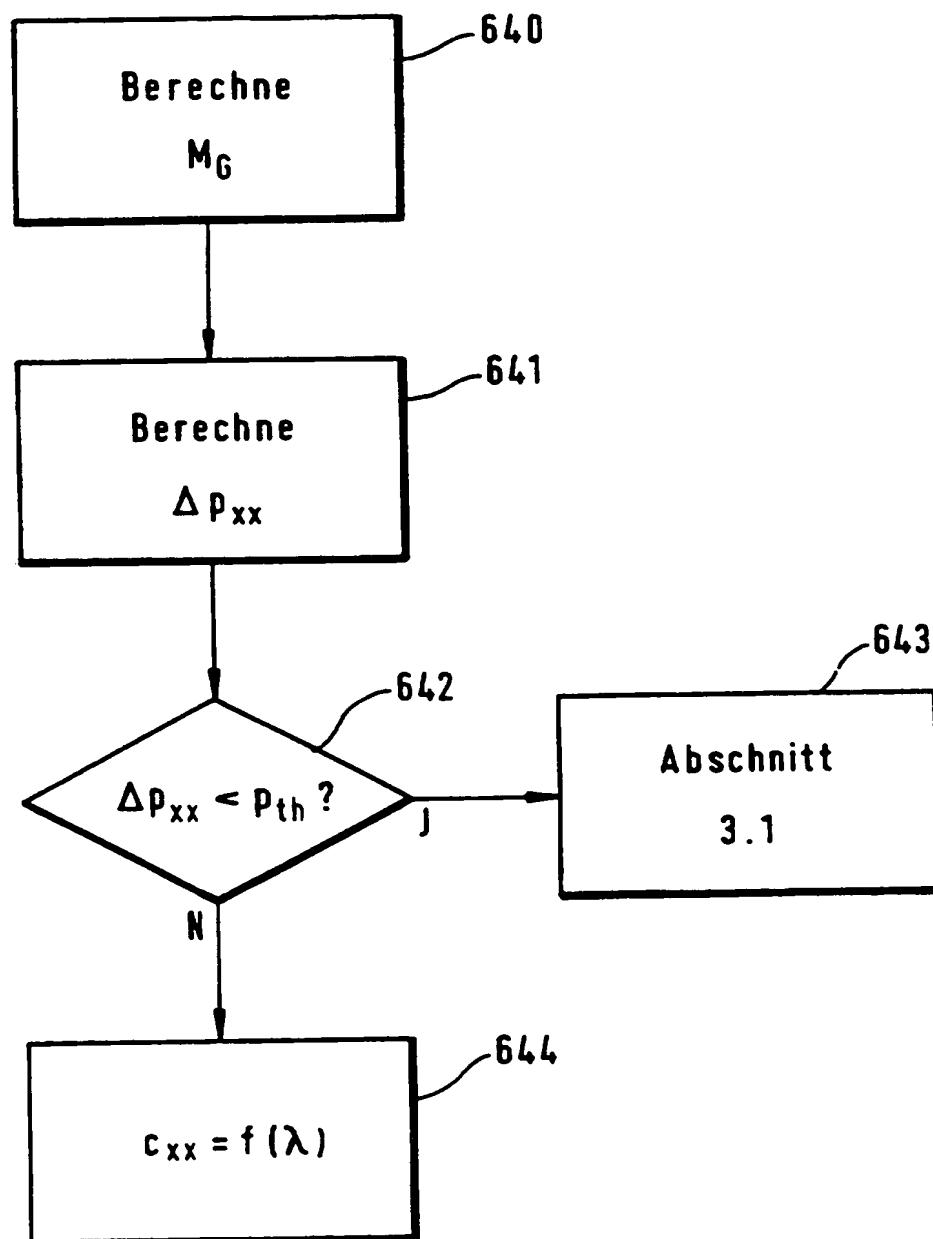 640
Berechne
M_G
641
Berechne
Δ p_xx
642
Δp_xx < p_th ?
J
N
643
Abschnitt
3.1
644
c_xx = f (λ)